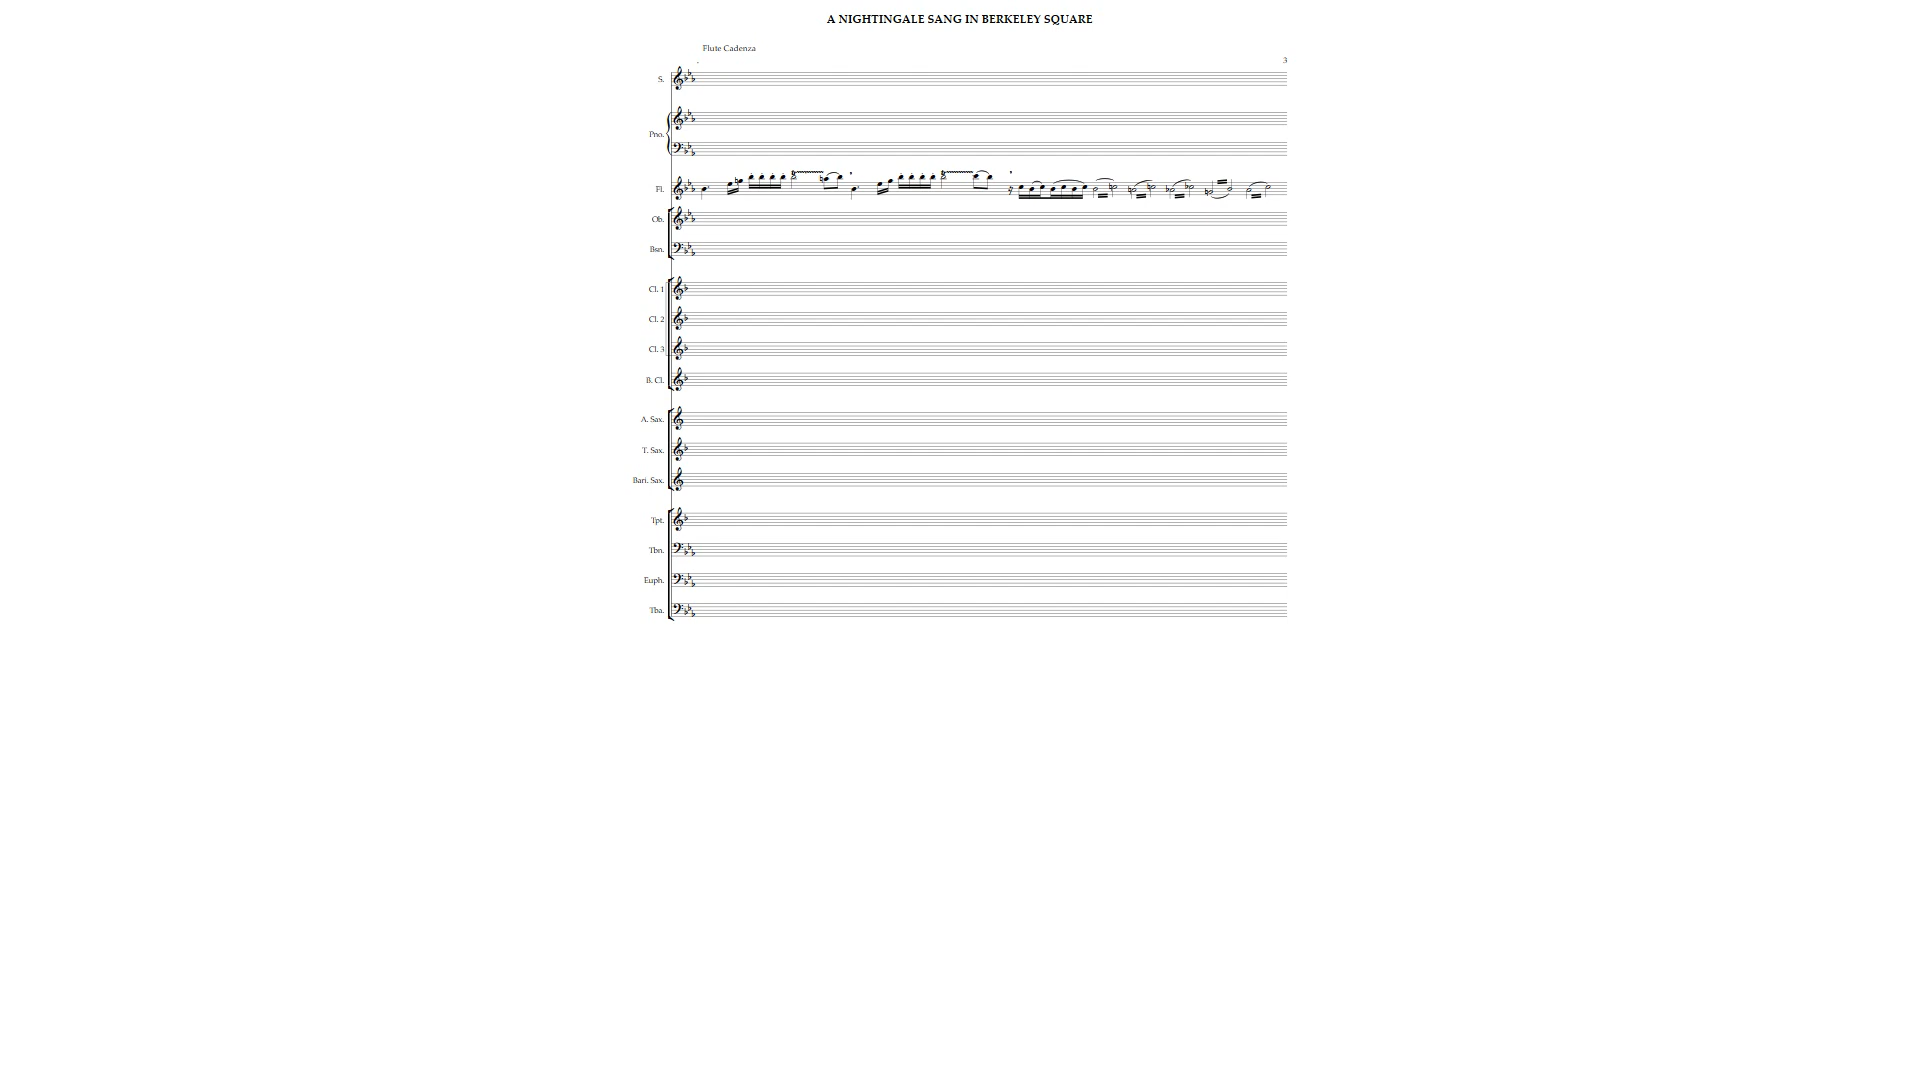 A NIGHTINGALE SANG IN BERKELEY SQUARE
Flute Cadenza
3
S.
Pno.
Fl.
Ob.
Bsn.
Cl. 1
Cl. 2
Cl. 3
B. Cl.
A. Sax.
T. Sax.
Bari. Sax.
Tpt.
Tbn.
Euph.
Tba.